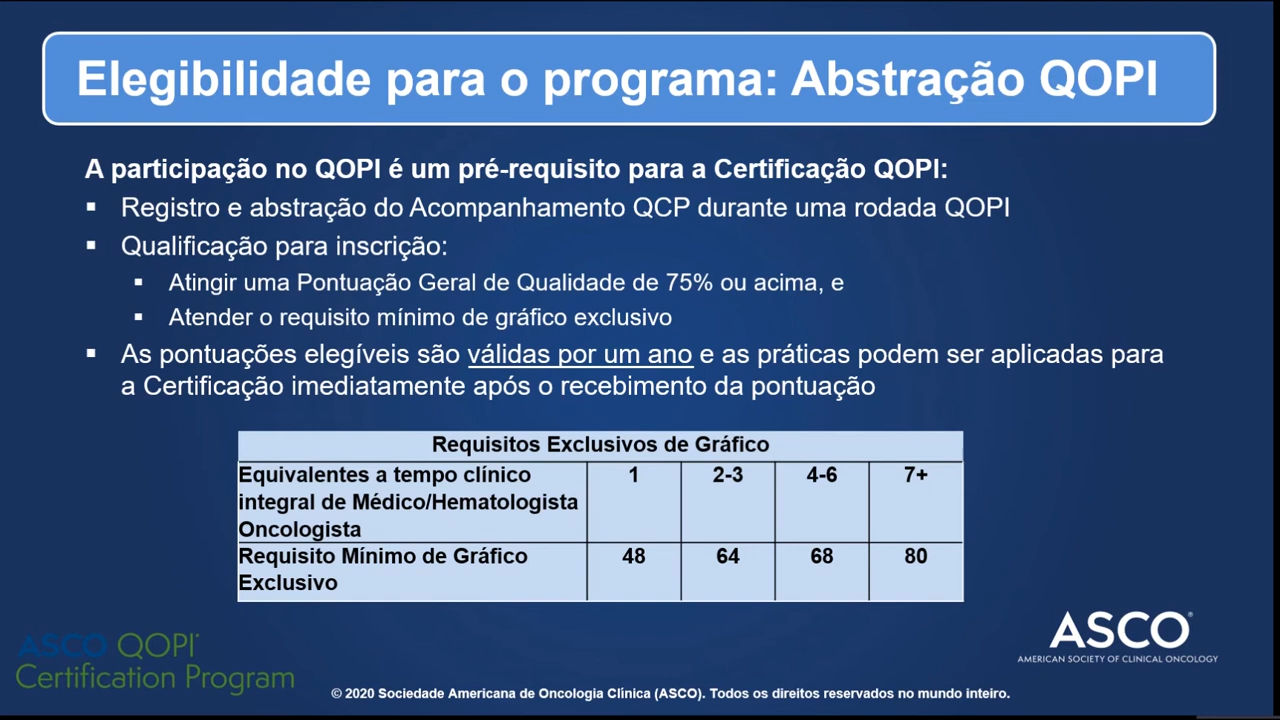 Elegibilidade para o programa: Abstração QOPI
A participação no QOPI é um pré-requisito para a Certificação QOPI:
▪ Registro e abstração do Acompanhamento QCP durante uma rodada QOPI
▪ Qualificação para inscrição:
▪ Atingir uma Pontuação Geral de Qualidade de 75% ou acima, e
▪ Atender o requisito mínimo de gráfico exclusivo
▪ As pontuações elegíveis são válidas por um ano e as práticas podem ser aplicadas para
a Certificação imediatamente após o recebimento da pontuação
Requisitos Exclusivos de Gráfico
Equivalentes a tempo clínico
integral de Médico/Hematologista
Oncologista
1 2-3 4-6 7+
Requisito Mínimo de Gráfico
Exclusivo
48 64 68 80
ASCO QOPI
Certification Program
ASCO®
AMERICAN SOCIETY OF CLINICAL ONCOLOGY
© 2020 Sociedade Americana de Oncologia Clínica (ASCO). Todos os direitos reservados no mundo inteiro.